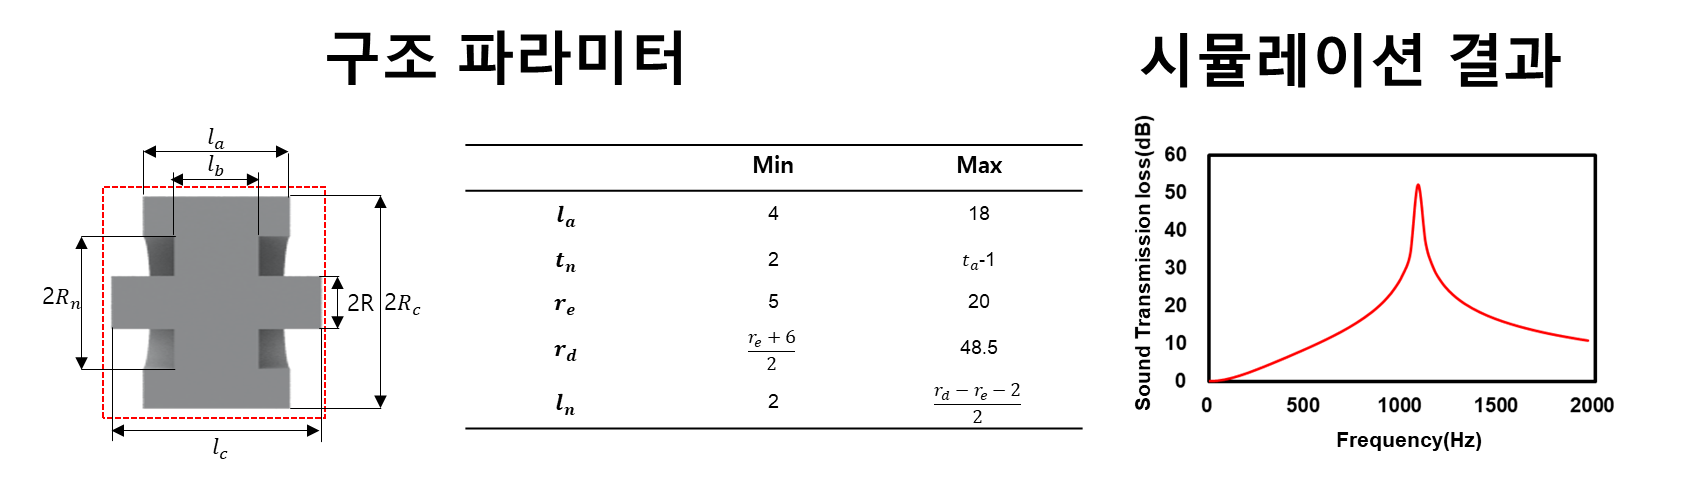 구조 파라미터
시뮬레이션 결과
l_a
l_b
2R_n
2R
2R_c
l_c
Min Max
l_a 4 18
t_n 2 t_a-1
r_e 5 20
r_d (r_e + 6)/2 48.5
l_n 2 (r_d − r_e − 2)/2
Sound Transmission loss(dB)
60
50
40
30
20
10
0
0 500 1000 1500 2000
Frequency(Hz)